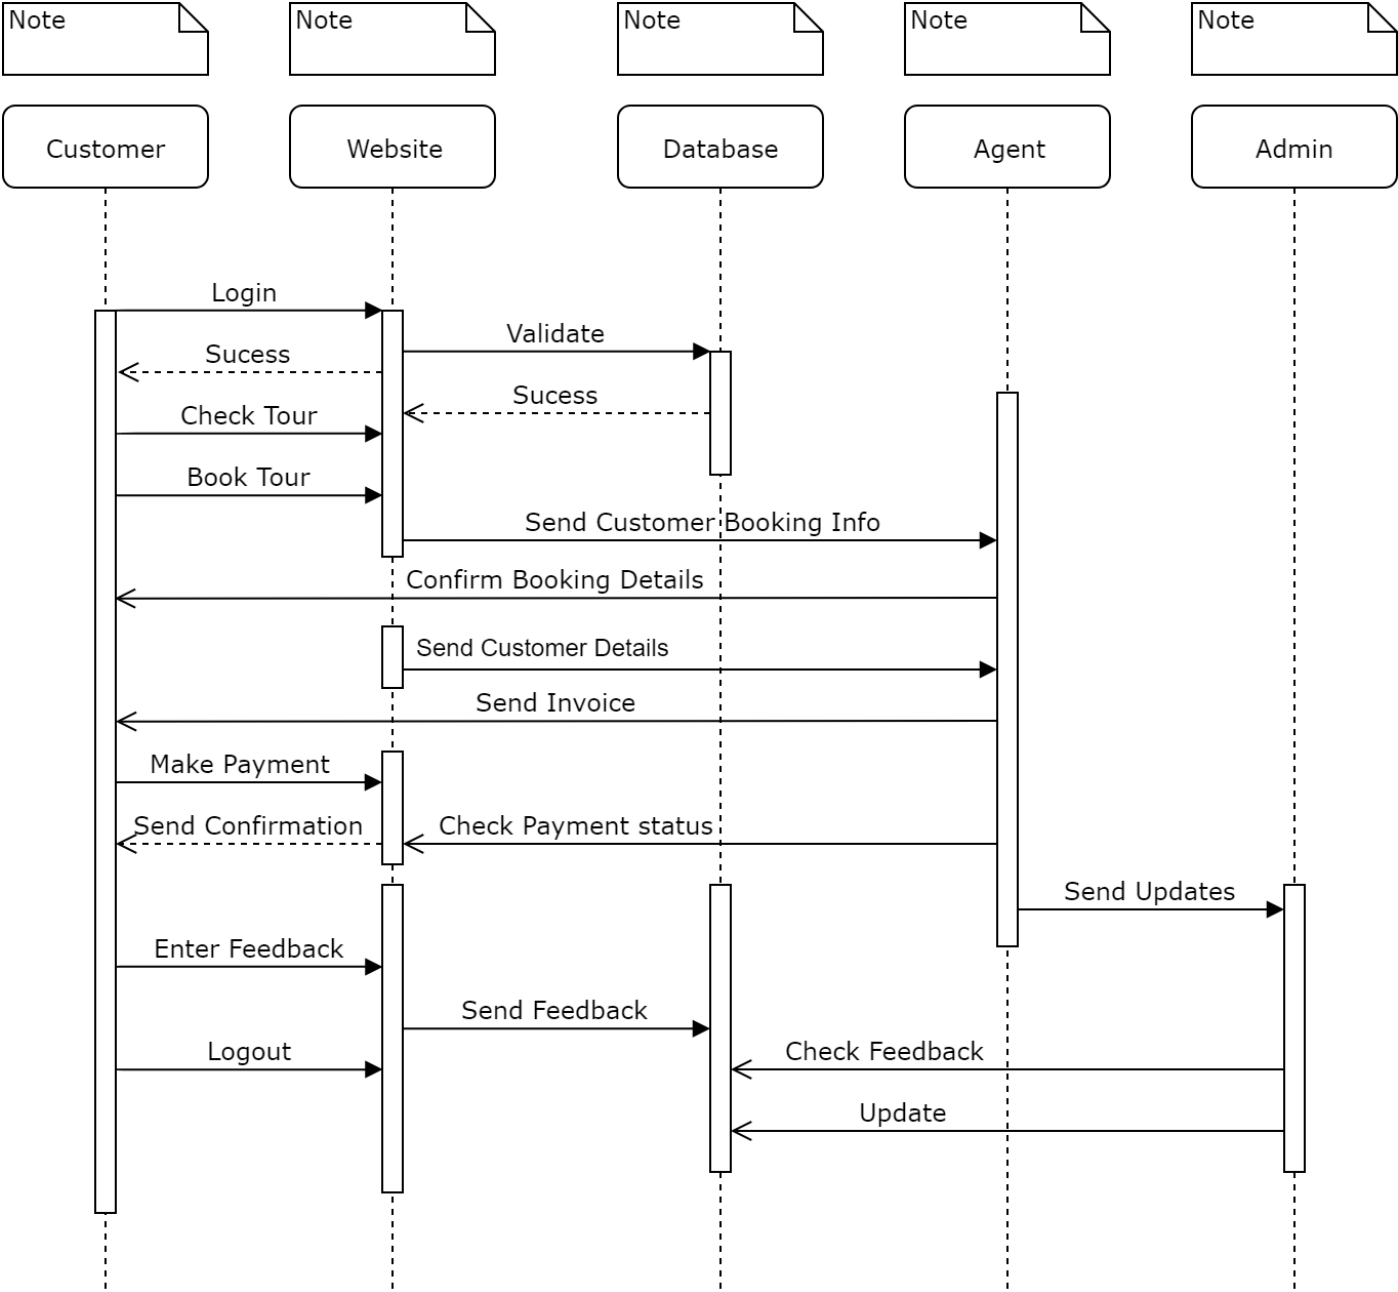 Note
Note
Note
Note
Note
Customer
Website
Database
Agent
Admin
Login
Validate
Sucess
Sucess
Check Tour
Book Tour
Send Customer Booking Info
Confirm Booking Details
Send Customer Details
Send Invoice
Make Payment
Send Confirmation
Check Payment status
Send Updates
Enter Feedback
Send Feedback
Logout
Check Feedback
Update